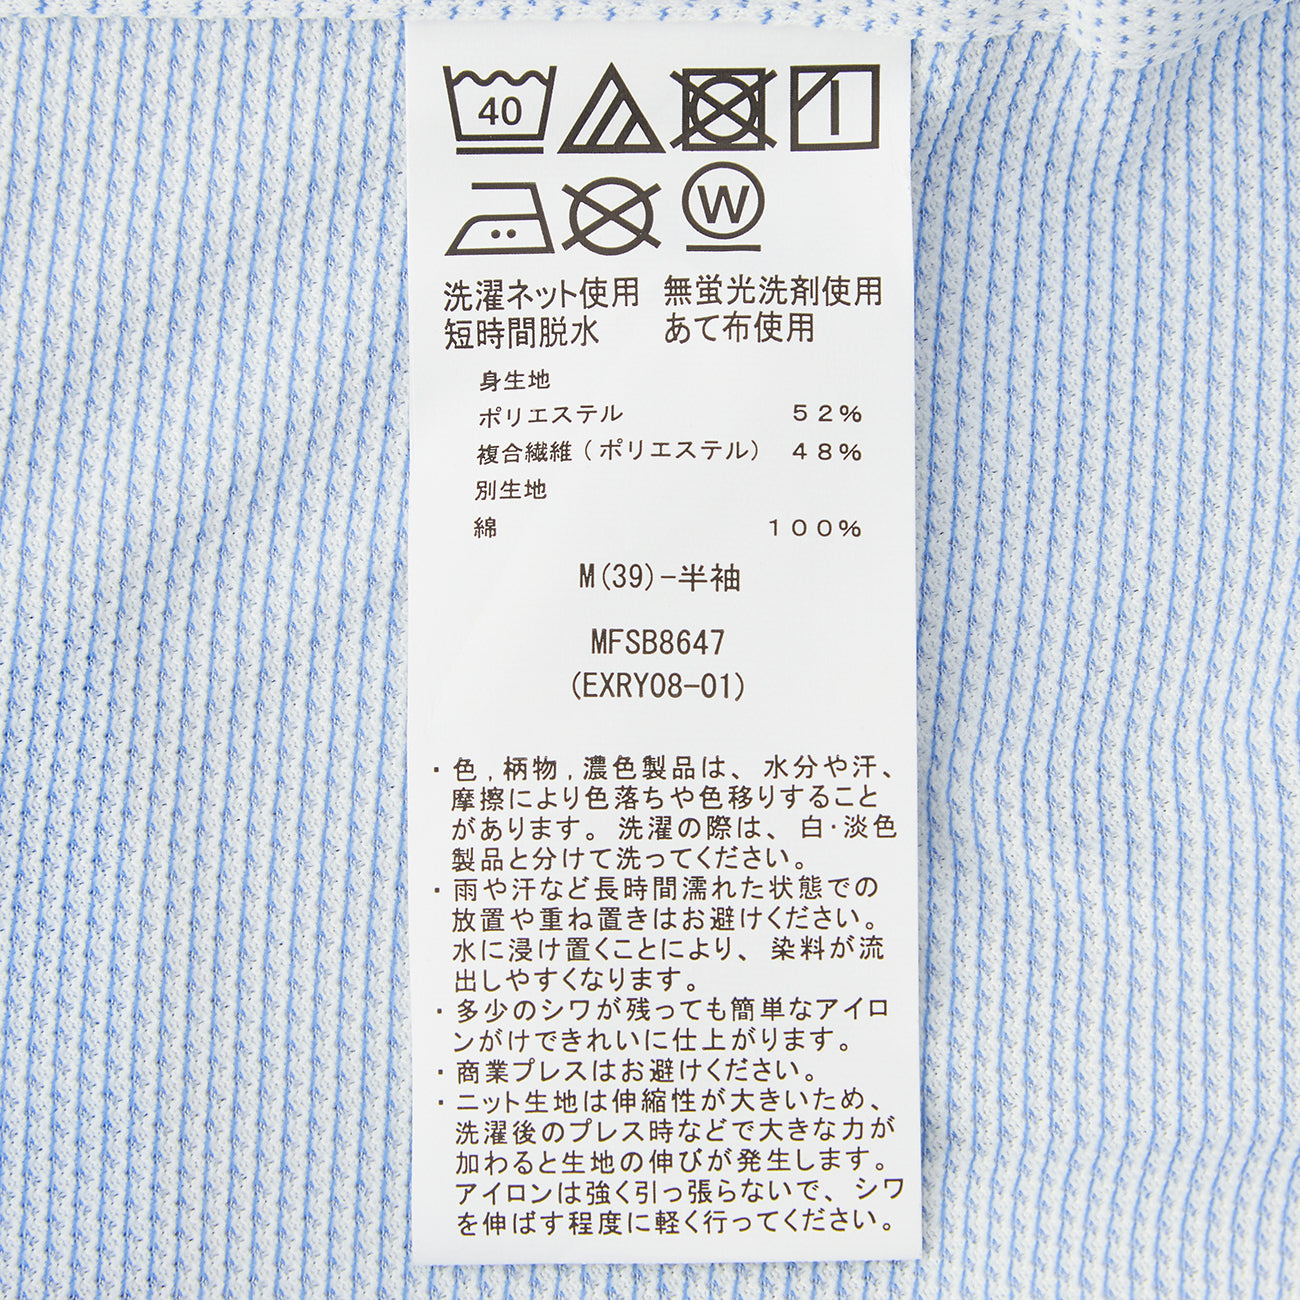 40
W
洗濯ネット使用 無蛍光洗剤使用
短時間脱水 あて布使用
身生地
ポリエステル 52%
複合繊維(ポリエステル) 48%
別生地
綿 100%
M(39)-半袖
MFSB8647
(EXRY08-01)
・色,柄物,濃色製品は、水分や汗、
摩擦により色落ちや色移りすること
があります。洗濯の際は、白・淡色
製品と分けて洗ってください。
・雨や汗など長時間濡れた状態での
放置や重ね置きはお避けください。
水に浸け置くことにより、染料が流
出しやすくなります。
・多少のシワが残っても簡単なアイロ
ンがけできれいに仕上がります。
・商業プレスはお避けください。
・ニット生地は伸縮性が大きいため、
洗濯後のプレス時などで大きな力が
加わると生地の伸びが発生します。
アイロンは強く引っ張らないで、シワ
を伸ばす程度に軽く行ってください。